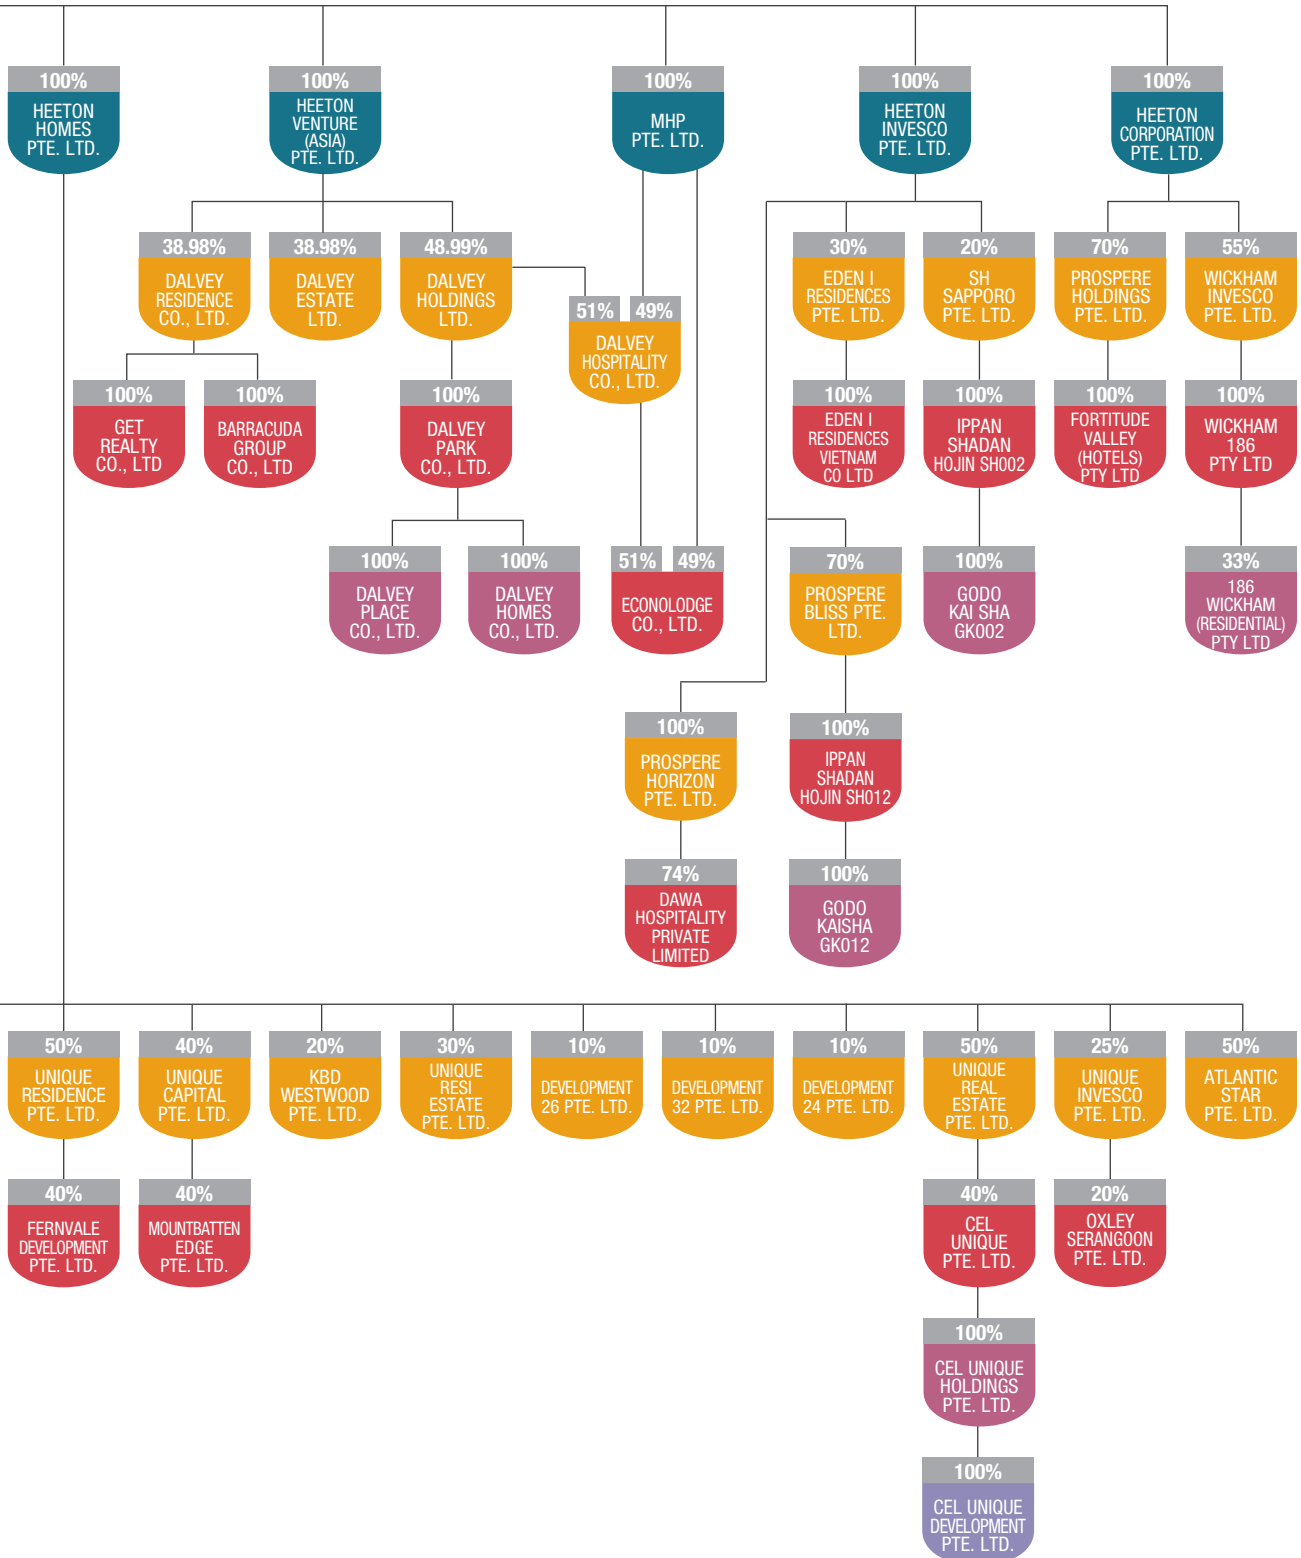 100%
HEETON
HOMES
PTE. LTD.
100%
HEETON
VENTURE
(ASIA)
PTE. LTD.
100%
MHP
PTE. LTD.
100%
HEETON
INVESCO
PTE. LTD.
100%
HEETON
CORPORATION
PTE. LTD.
38.98%
DALVEY
RESIDENCE
CO., LTD.
38.98%
DALVEY
ESTATE
LTD.
48.99%
DALVEY
HOLDINGS
LTD.
51% 49%
DALVEY
HOSPITALITY
CO., LTD.
30%
EDEN I
RESIDENCES
PTE. LTD.
20%
SH
SAPPORO
PTE. LTD.
70%
PROSPERE
HOLDINGS
PTE. LTD.
55%
WICKHAM
INVESCO
PTE. LTD.
100%
GET
REALTY
CO., LTD
100%
BARRACUDA
GROUP
CO., LTD
100%
DALVEY
PARK
CO., LTD.
100%
EDEN I
RESIDENCES
VIETNAM
CO LTD
100%
IPPAN
SHADAN
HOJIN SH002
100%
FORTITUDE
VALLEY
(HOTELS)
PTY LTD
100%
WICKHAM
186
PTY LTD
100%
DALVEY
PLACE
CO., LTD.
100%
DALVEY
HOMES
CO., LTD.
51% 49%
ECONOLODGE
CO., LTD.
70%
PROSPERE
BLISS PTE.
LTD.
100%
GODO
KAI SHA
GK002
33%
186
WICKHAM
(RESIDENTIAL)
PTY LTD
100%
PROSPERE
HORIZON
PTE. LTD.
100%
IPPAN
SHADAN
HOJIN SH012
74%
DAWA
HOSPITALITY
PRIVATE
LIMITED
100%
GODO
KAISHA
GK012
50%
UNIQUE
RESIDENCE
PTE. LTD.
40%
UNIQUE
CAPITAL
PTE. LTD.
20%
KBD
WESTWOOD
PTE. LTD.
30%
UNIQUE
RESI
ESTATE
PTE. LTD.
10%
DEVELOPMENT
26 PTE. LTD.
10%
DEVELOPMENT
32 PTE. LTD.
10%
DEVELOPMENT
24 PTE. LTD.
50%
UNIQUE
REAL
ESTATE
PTE. LTD.
25%
UNIQUE
INVESCO
PTE. LTD.
50%
ATLANTIC
STAR
PTE. LTD.
40%
FERNVALE
DEVELOPMENT
PTE. LTD.
40%
MOUNTBATTEN
EDGE
PTE. LTD.
40%
CEL
UNIQUE
PTE. LTD.
20%
OXLEY
SERANGOON
PTE. LTD.
100%
CEL UNIQUE
HOLDINGS
PTE. LTD.
100%
CEL UNIQUE
DEVELOPMENT
PTE. LTD.